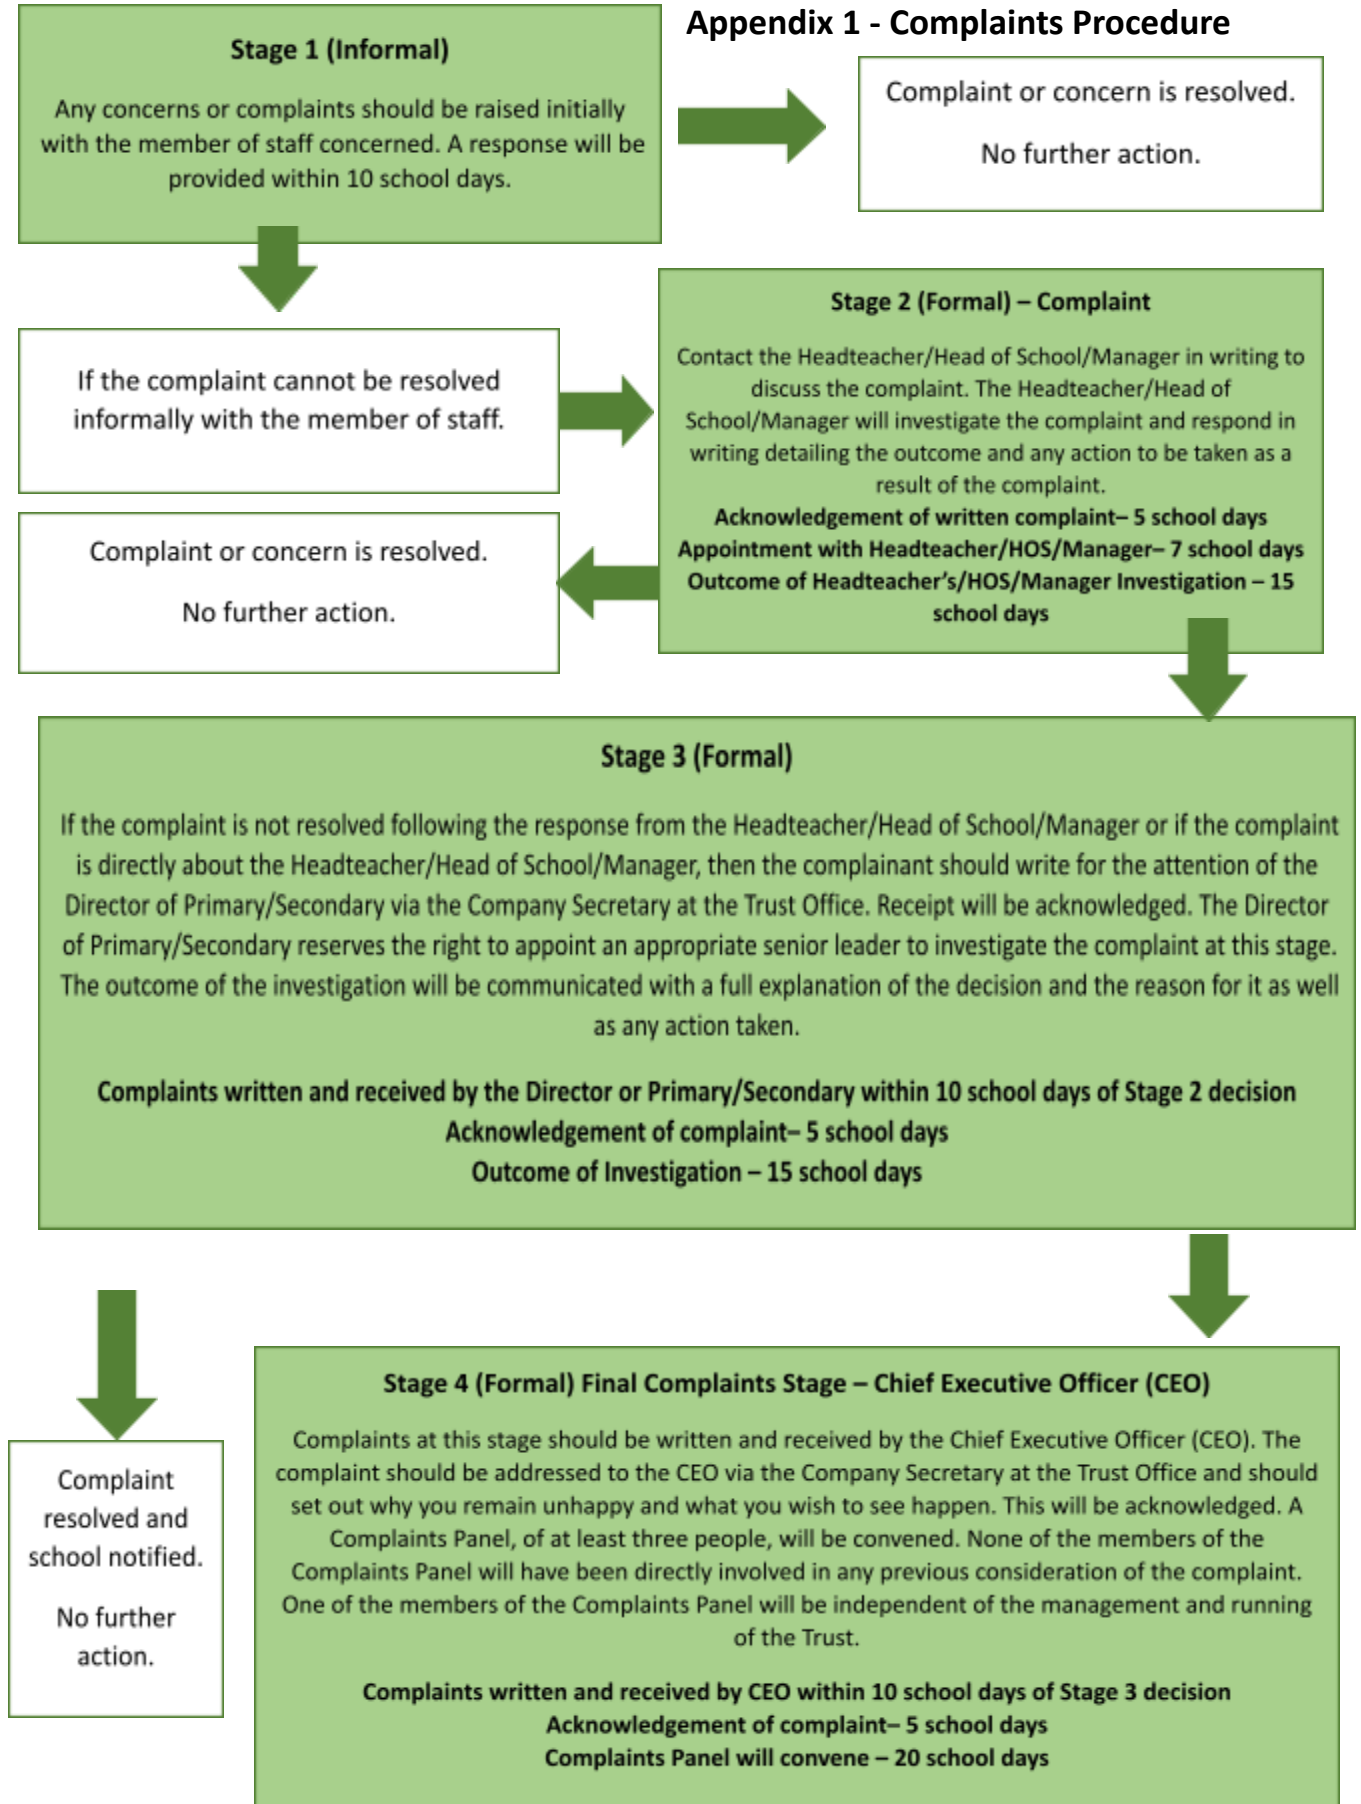 Appendix 1 - Complaints Procedure
Stage 1 (Informal)
Any concerns or complaints should be raised initially
with the member of staff concerned. A response will be
provided within 10 school days.
Complaint or concern is resolved.
No further action.
If the complaint cannot be resolved
informally with the member of staff.
Stage 2 (Formal) – Complaint
Contact the Headteacher/Head of School/Manager in writing to
discuss the complaint. The Headteacher/Head of
School/Manager will investigate the complaint and respond in
writing detailing the outcome and any action to be taken as a
result of the complaint.
Acknowledgement of written complaint– 5 school days
Appointment with Headteacher/HOS/Manager– 7 school days
Outcome of Headteacher’s/HOS/Manager Investigation – 15
school days
Complaint or concern is resolved.
No further action.
Stage 3 (Formal)
If the complaint is not resolved following the response from the Headteacher/Head of School/Manager or if the complaint
is directly about the Headteacher/Head of School/Manager, then the complainant should write for the attention of the
Director of Primary/Secondary via the Company Secretary at the Trust Office. Receipt will be acknowledged. The Director
of Primary/Secondary reserves the right to appoint an appropriate senior leader to investigate the complaint at this stage.
The outcome of the investigation will be communicated with a full explanation of the decision and the reason for it as well
as any action taken.
Complaints written and received by the Director or Primary/Secondary within 10 school days of Stage 2 decision
Acknowledgement of complaint– 5 school days
Outcome of Investigation – 15 school days
Complaint
resolved and
school notified.
No further
action.
Stage 4 (Formal) Final Complaints Stage – Chief Executive Officer (CEO)
Complaints at this stage should be written and received by the Chief Executive Officer (CEO). The
complaint should be addressed to the CEO via the Company Secretary at the Trust Office and should
set out why you remain unhappy and what you wish to see happen. This will be acknowledged. A
Complaints Panel, of at least three people, will be convened. None of the members of the
Complaints Panel will have been directly involved in any previous consideration of the complaint.
One of the members of the Complaints Panel will be independent of the management and running
of the Trust.
Complaints written and received by CEO within 10 school days of Stage 3 decision
Acknowledgement of complaint– 5 school days
Complaints Panel will convene – 20 school days